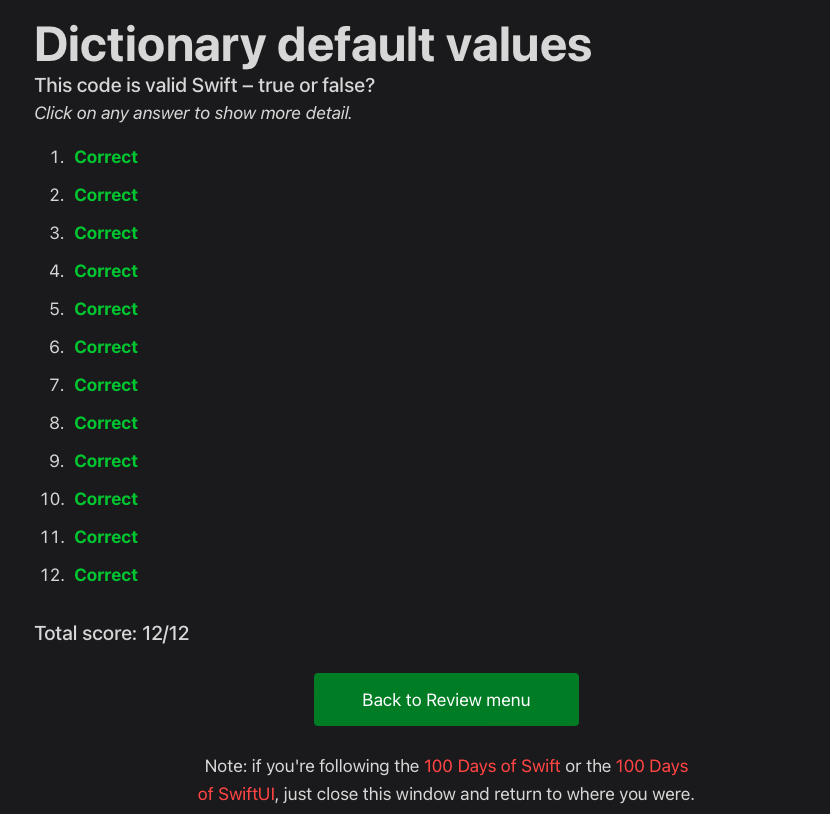 Dictionary default values
This code is valid Swift – true or false?
Click on any answer to show more detail.
1. Correct
2. Correct
3. Correct
4. Correct
5. Correct
6. Correct
7. Correct
8. Correct
9. Correct
10. Correct
11. Correct
12. Correct
Total score: 12/12
Back to Review menu
Note: if you're following the 100 Days of Swift or the 100 Days
of SwiftUI, just close this window and return to where you were.